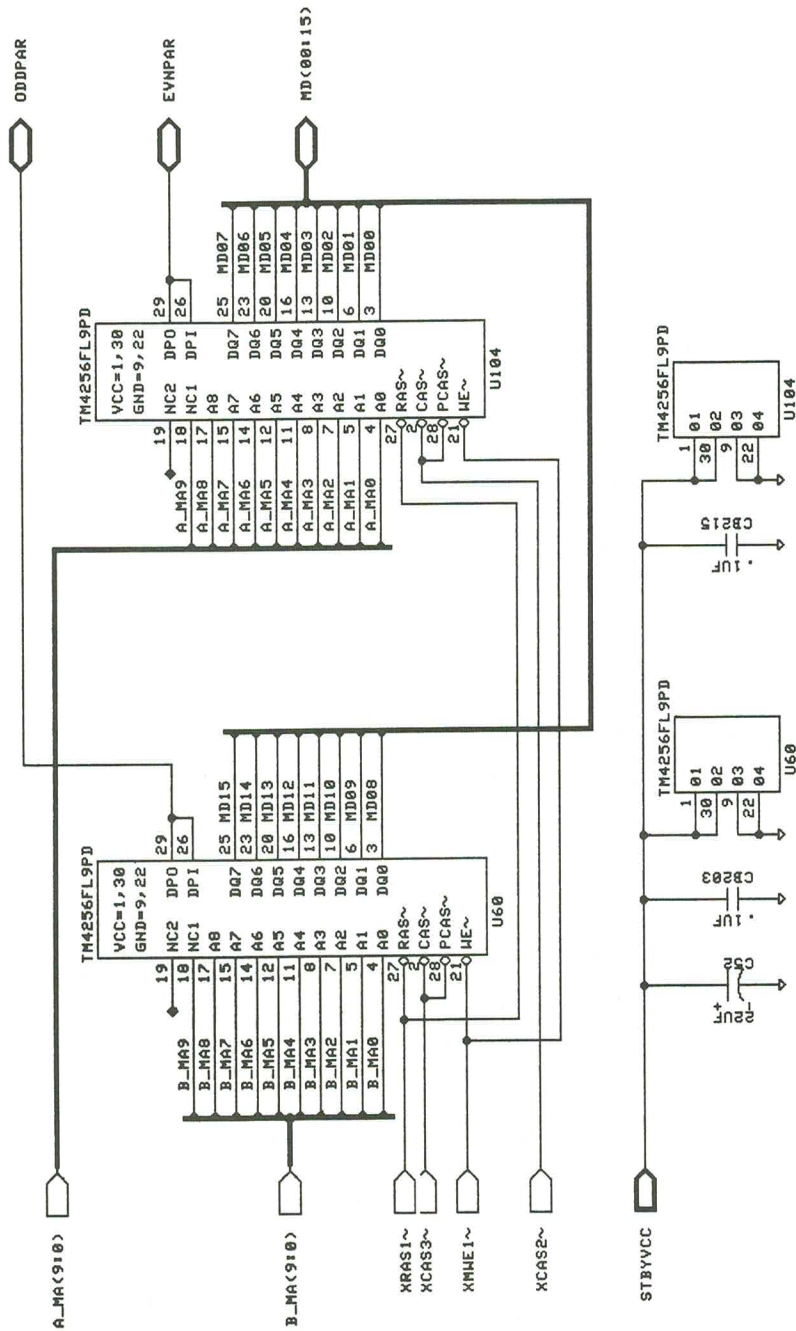 A_MA(9:0)
B_MA(9:0)
XRAS1~
XCAS3~
XMWE1~
XCAS2~
STBYVCC
B_MA9
B_MA8
B_MA7
B_MA6
B_MA5
B_MA4
B_MA3
B_MA2
B_MA1
B_MA0
TM4256FL9PD
VCC=1,30
GND=9,22
19 NC2
18 NC1
17 A8
15 A7
14 A6
12 A5
11 A4
8 A3
7 A2
5 A1
4 A0
27 RAS~
2 CAS~
28 PCAS~
21 WE~
DPO 29
DPI 26
DQ7 25 MD15
DQ6 23 MD14
DQ5 20 MD13
DQ4 16 MD12
DQ3 13 MD11
DQ2 10 MD10
DQ1 6 MD09
DQ0 3 MD08
U60
A_MA9
A_MA8
A_MA7
A_MA6
A_MA5
A_MA4
A_MA3
A_MA2
A_MA1
A_MA0
TM4256FL9PD
VCC=1,30
GND=9,22
19 NC2
18 NC1
17 A8
15 A7
14 A6
12 A5
11 A4
8 A3
7 A2
5 A1
4 A0
27 RAS~
2 CAS~
28 PCAS~
21 WE~
DPO 29
DPI 26
DQ7 25 MD07
DQ6 23 MD06
DQ5 20 MD05
DQ4 16 MD04
DQ3 13 MD03
DQ2 10 MD02
DQ1 6 MD01
DQ0 3 MD00
U104
ODDPAR
EVNPAR
MD(00:15)
C52
22UF
+
-
CB203
.1UF
TM4256FL9PD
1 01
30 02
9 03
22 04
U60
CB215
.1UF
TM4256FL9PD
1 01
30 02
9 03
22 04
U104